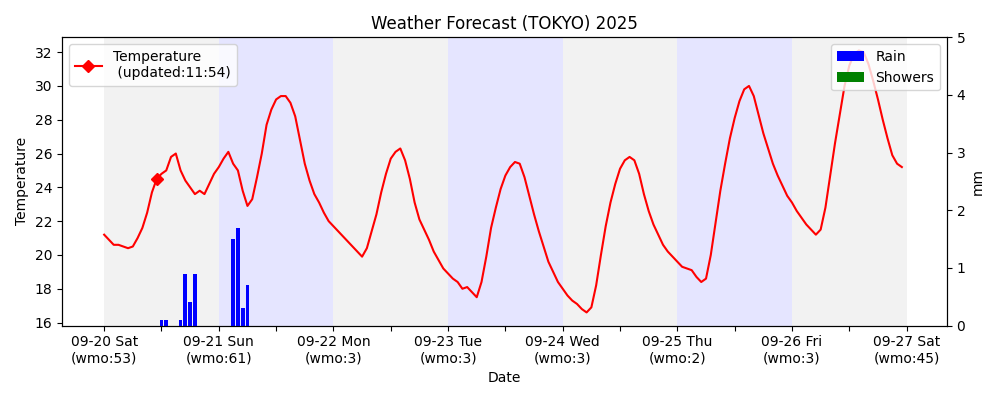 Weather Forecast (TOKYO) 2025
Temperature
(updated:11:54)
Rain
Showers
Temperature
32
30
28
26
24
22
20
18
16
5
4
3
2
1
0
mm
09-20 Sat
(wmo:53)
09-21 Sun
(wmo:61)
09-22 Mon
(wmo:3)
09-23 Tue
(wmo:3)
09-24 Wed
(wmo:3)
09-25 Thu
(wmo:2)
09-26 Fri
(wmo:3)
09-27 Sat
(wmo:45)
Date